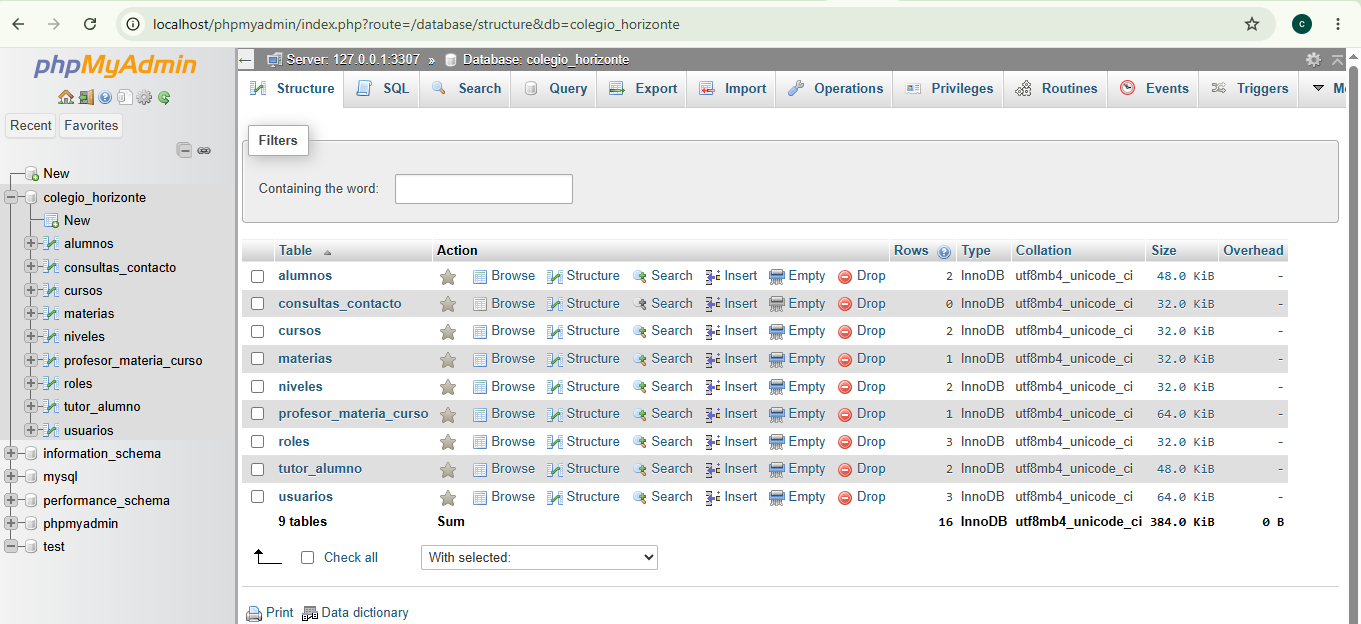 localhost/phpmyadmin/index.php?route=/database/structure&db=colegio_horizonte
C
phpMyAdmin
Recent Favorites
New
colegio_horizonte
New
alumnos
consultas_contacto
cursos
materias
niveles
profesor_materia_curso
roles
tutor_alumno
usuarios
information_schema
mysql
performance_schema
phpmyadmin
test
Server: 127.0.0.1:3307 » Database: colegio_horizonte
Structure SQL Search Query Export Import Operations Privileges Routines Events Triggers
Filters
Containing the word:
Table Action Rows Type Collation Size Overhead
alumnos Browse Structure Search Insert Empty Drop 2 InnoDB utf8mb4_unicode_ci 48.0 KiB -
consultas_contacto Browse Structure Search Insert Empty Drop 0 InnoDB utf8mb4_unicode_ci 32.0 KiB -
cursos Browse Structure Search Insert Empty Drop 2 InnoDB utf8mb4_unicode_ci 32.0 KiB -
materias Browse Structure Search Insert Empty Drop 1 InnoDB utf8mb4_unicode_ci 32.0 KiB -
niveles Browse Structure Search Insert Empty Drop 2 InnoDB utf8mb4_unicode_ci 32.0 KiB -
profesor_materia_curso Browse Structure Search Insert Empty Drop 1 InnoDB utf8mb4_unicode_ci 64.0 KiB -
roles Browse Structure Search Insert Empty Drop 3 InnoDB utf8mb4_unicode_ci 32.0 KiB -
tutor_alumno Browse Structure Search Insert Empty Drop 2 InnoDB utf8mb4_unicode_ci 48.0 KiB -
usuarios Browse Structure Search Insert Empty Drop 3 InnoDB utf8mb4_unicode_ci 64.0 KiB -
9 tables Sum 16 InnoDB utf8mb4_unicode_ci 384.0 KiB 0 B
Check all With selected:
Print Data dictionary